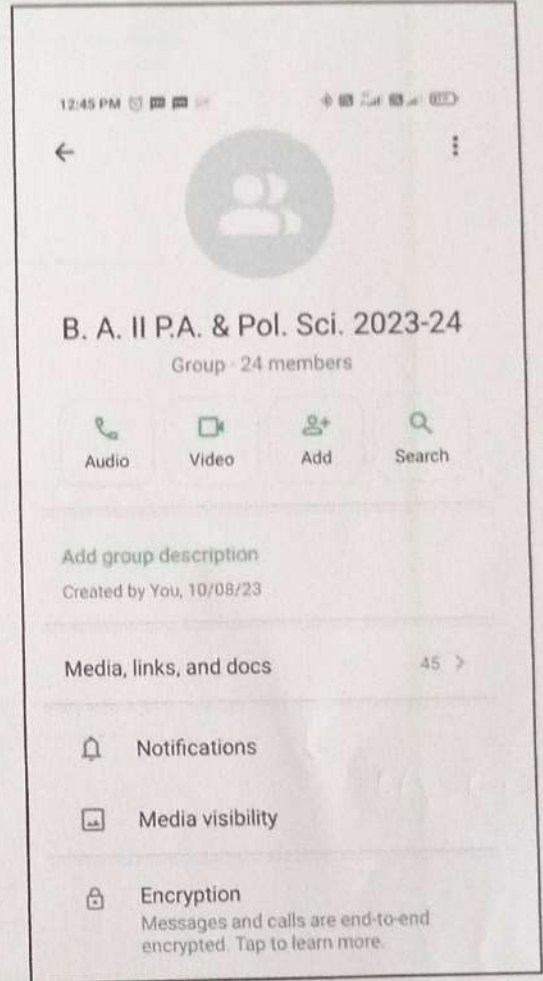 12:45 PM
B. A. II P.A. & Pol. Sci. 2023-24
Group · 24 members
Audio Video Add Search
Add group description
Created by You, 10/08/23
Media, links, and docs 45
Notifications
Media visibility
Encryption
Messages and calls are end-to-end
encrypted. Tap to learn more.